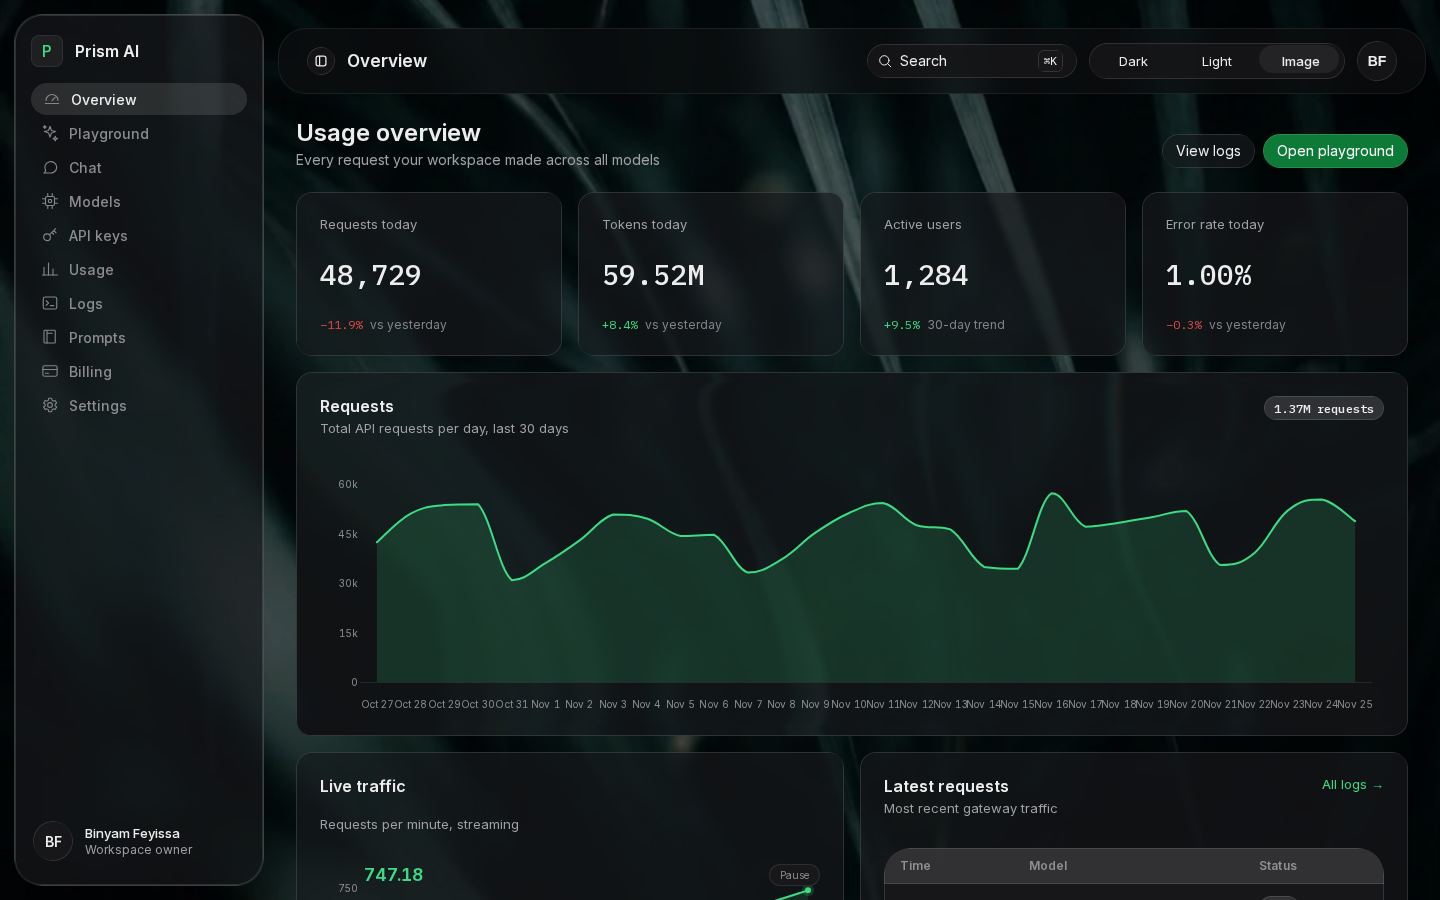 P Prism AI
Overview
Playground
Chat
Models
API keys
Usage
Logs
Prompts
Billing
Settings
BF
Binyam Feyissa
Workspace owner
Overview
Search ⌘K
Dark Light Image
BF
Usage overview
Every request your workspace made across all models
View logs
Open playground
Requests today
48,729
−11.9% vs yesterday
Tokens today
59.52M
+8.4% vs yesterday
Active users
1,284
+9.5% 30-day trend
Error rate today
1.00%
−0.3% vs yesterday
Requests
Total API requests per day, last 30 days
1.37M requests
60k
45k
30k
15k
0
Oct 27 Oct 28 Oct 29 Oct 30 Oct 31 Nov 1 Nov 2 Nov 3 Nov 4 Nov 5 Nov 6 Nov 7 Nov 8 Nov 9 Nov 10 Nov 11 Nov 12 Nov 13 Nov 14 Nov 15 Nov 16 Nov 17 Nov 18 Nov 19 Nov 20 Nov 21 Nov 22 Nov 23 Nov 24 Nov 25
Live traffic
Requests per minute, streaming
747.18
Pause
750
Latest requests
Most recent gateway traffic
All logs →
Time Model Status